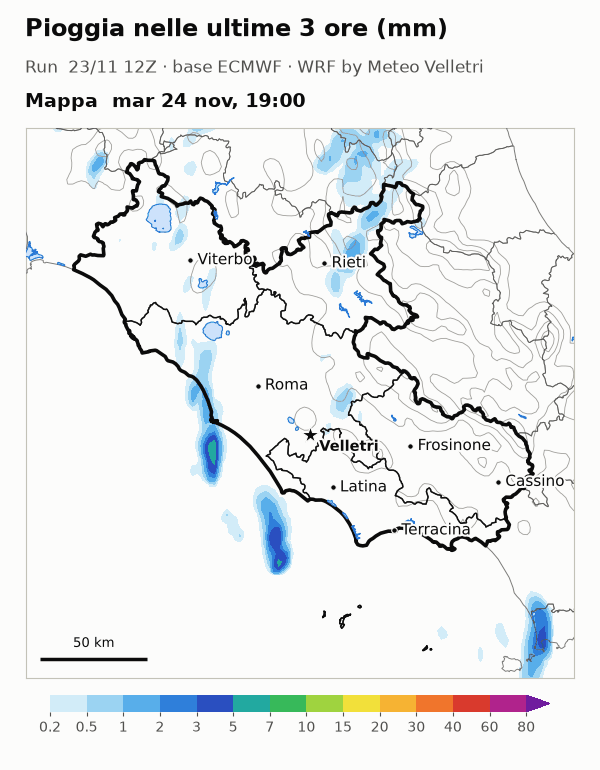 Pioggia nelle ultime 3 ore (mm)
Run  23/11 12Z · base ECMWF · WRF by Meteo Velletri
Mappa  mar 24 nov, 19:00
Viterbo
Rieti
Roma
Velletri
Frosinone
Latina
Cassino
Terracina
50 km
0.2 0.5 1 2 3 5 7 10 15 20 30 40 60 80